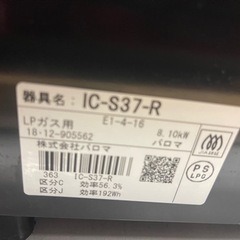 器具名：IC-S37-R
LPガス用 E1-4-16 8.10kW
18・12-905562 パロマ
株式会社パロマ
JIA
PS
LPG
363 IC-S37-R
区分C 効率56.3%
区分J 効率192Wh